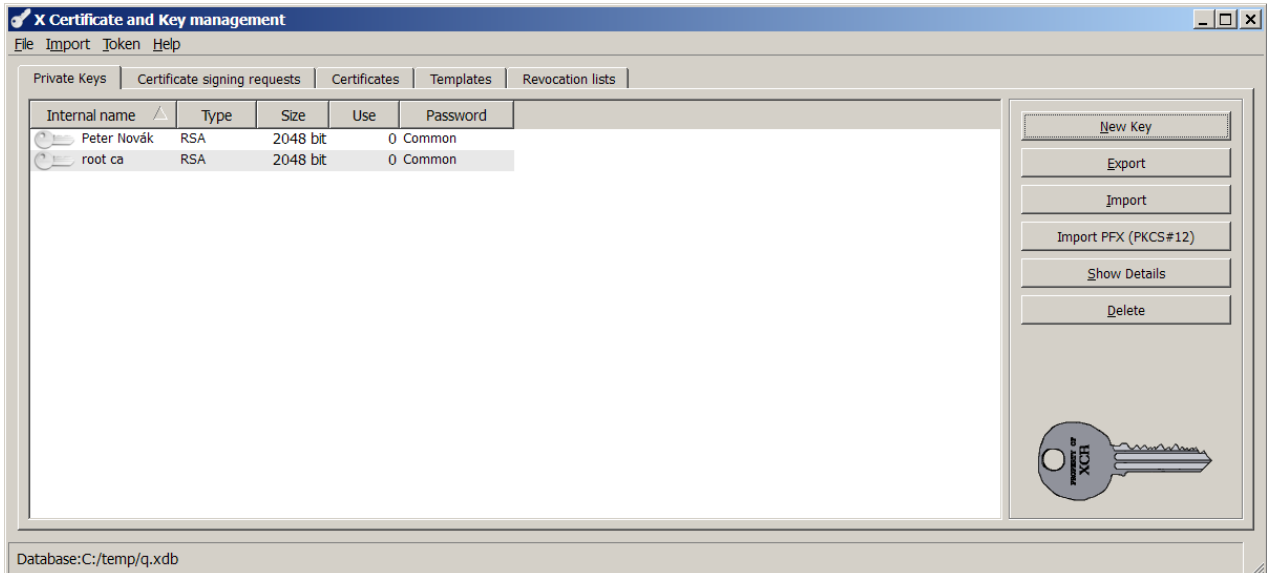 X Certificate and Key management
File Import Token Help
Private Keys Certificate signing requests Certificates Templates Revocation lists
Internal name Type Size Use Password
Peter Novák RSA 2048 bit 0 Common
root ca RSA 2048 bit 0 Common
New Key
Export
Import
Import PFX (PKCS#12)
Show Details
Delete
PROPERTY OF
XCA
Database:C:/temp/q.xdb